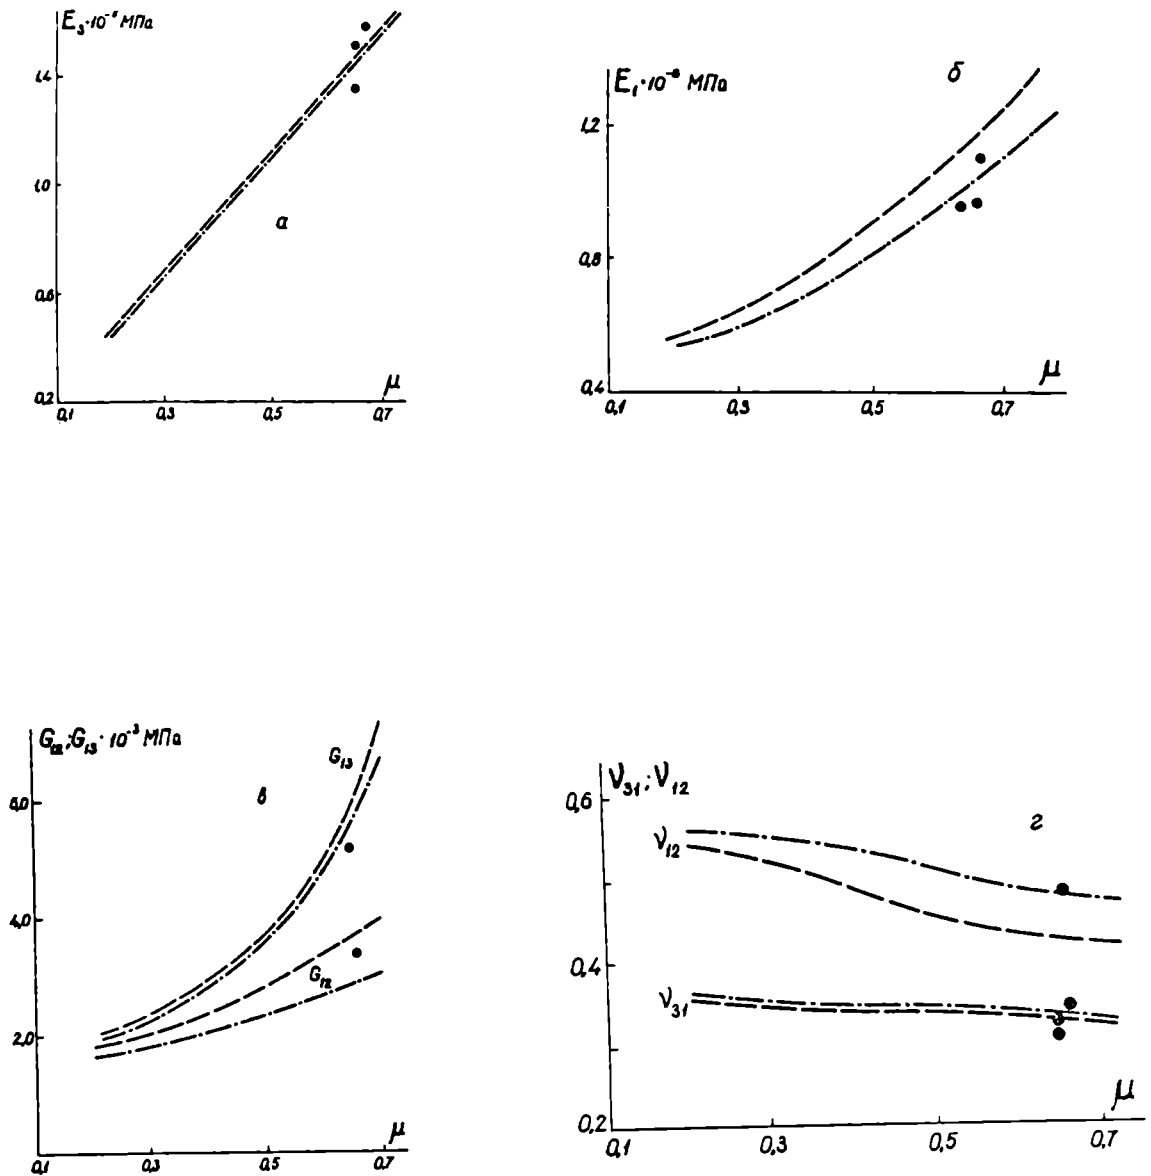 E₃·10⁻⁵ МПа
1.4
1.0
0.6
0.2
а
μ
0,1 0,3 0,5 0,7
E₁·10⁻⁴ МПа
б
1.2
0,8
0,4
μ
0,1 0,3 0,5 0,7
G₁₂; G₁₃·10⁻³ МПа
G₁₃
в
6,0
4,0
G₁₂
2,0
μ
0,1 0,3 0,5 0,7
ν₃₁; ν₁₂
0,6
г
ν₁₂
0,4
ν₃₁
μ
0,2
0,1 0,3 0,5 0,7